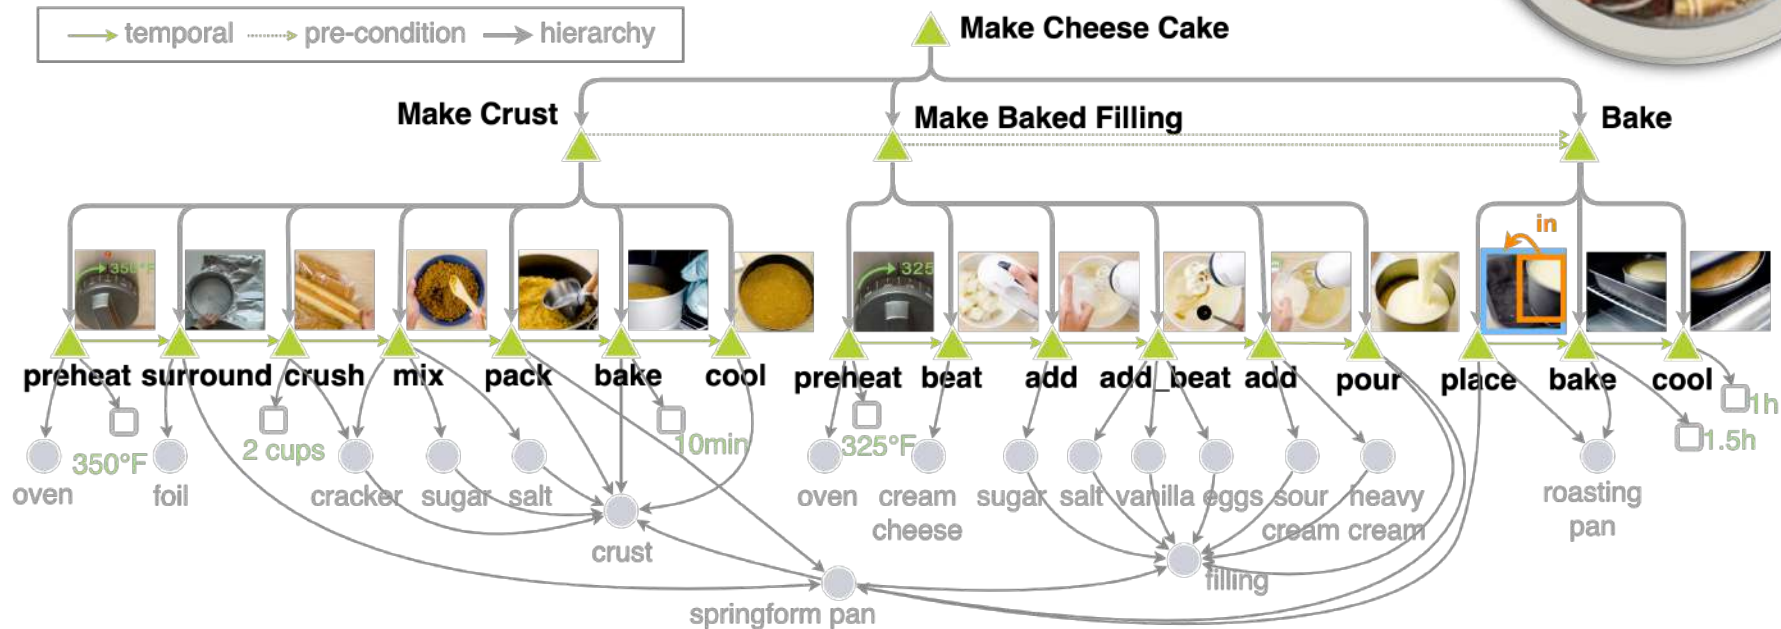 temporal pre-condition hierarchy
Make Cheese Cake
Make Crust
Make Baked Filling
Bake
in
350°F
325
preheat surround crush mix pack bake cool preheat beat add add_beat add pour place bake cool
350°F
2 cups
10min
325°F
1h
1.5h
oven foil cracker sugar salt
oven cream cheese sugar salt vanilla eggs sour cream heavy cream
roasting pan
crust
filling
springform pan